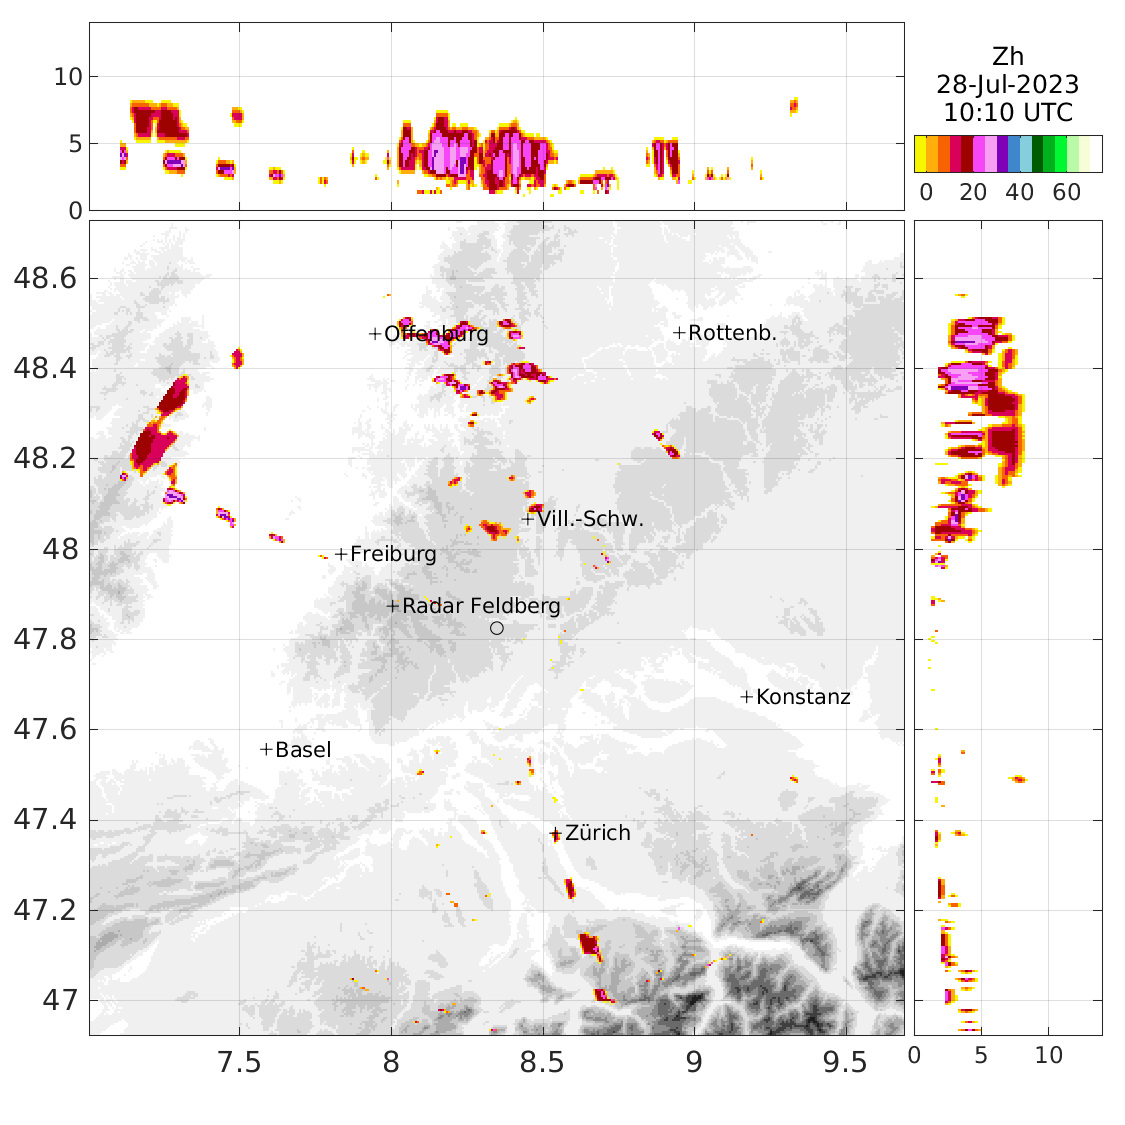 Zh
28-Jul-2023
10:10 UTC
0 20 40 60
10
5
0
48.6
48.4
48.2
48
47.8
47.6
47.4
47.2
47
Offenburg
Rottenb.
Vill.-Schw.
Freiburg
Radar Feldberg
Konstanz
Basel
Zürich
7.5 8 8.5 9 9.5
0 5 10